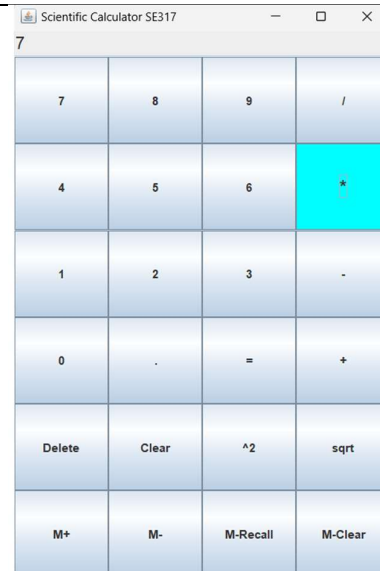 Scientific Calculator SE317
7
7 8 9 /
4 5 6 *
1 2 3 -
0 . = +
Delete Clear ^2 sqrt
M+ M- M-Recall M-Clear